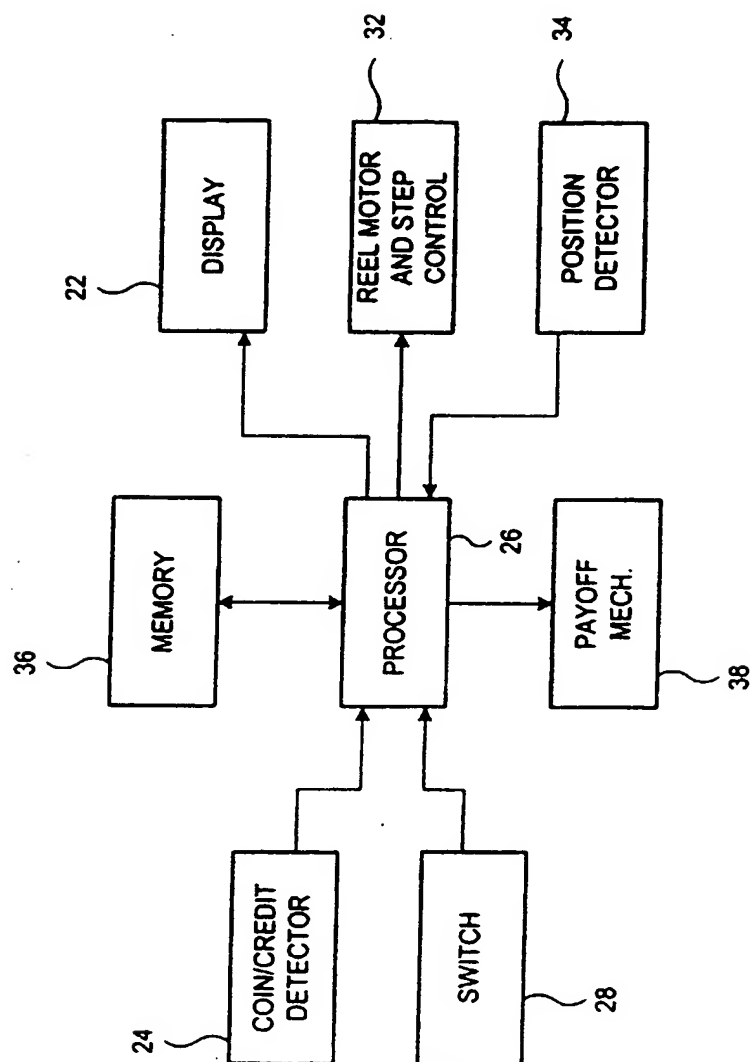 24
COIN/CREDIT
DETECTOR
SWITCH
28
36
MEMORY
PROCESSOR
26
PAYOFF
MECH.
38
22
DISPLAY
32
REEL MOTOR
AND STEP
CONTROL
34
POSITION
DETECTOR